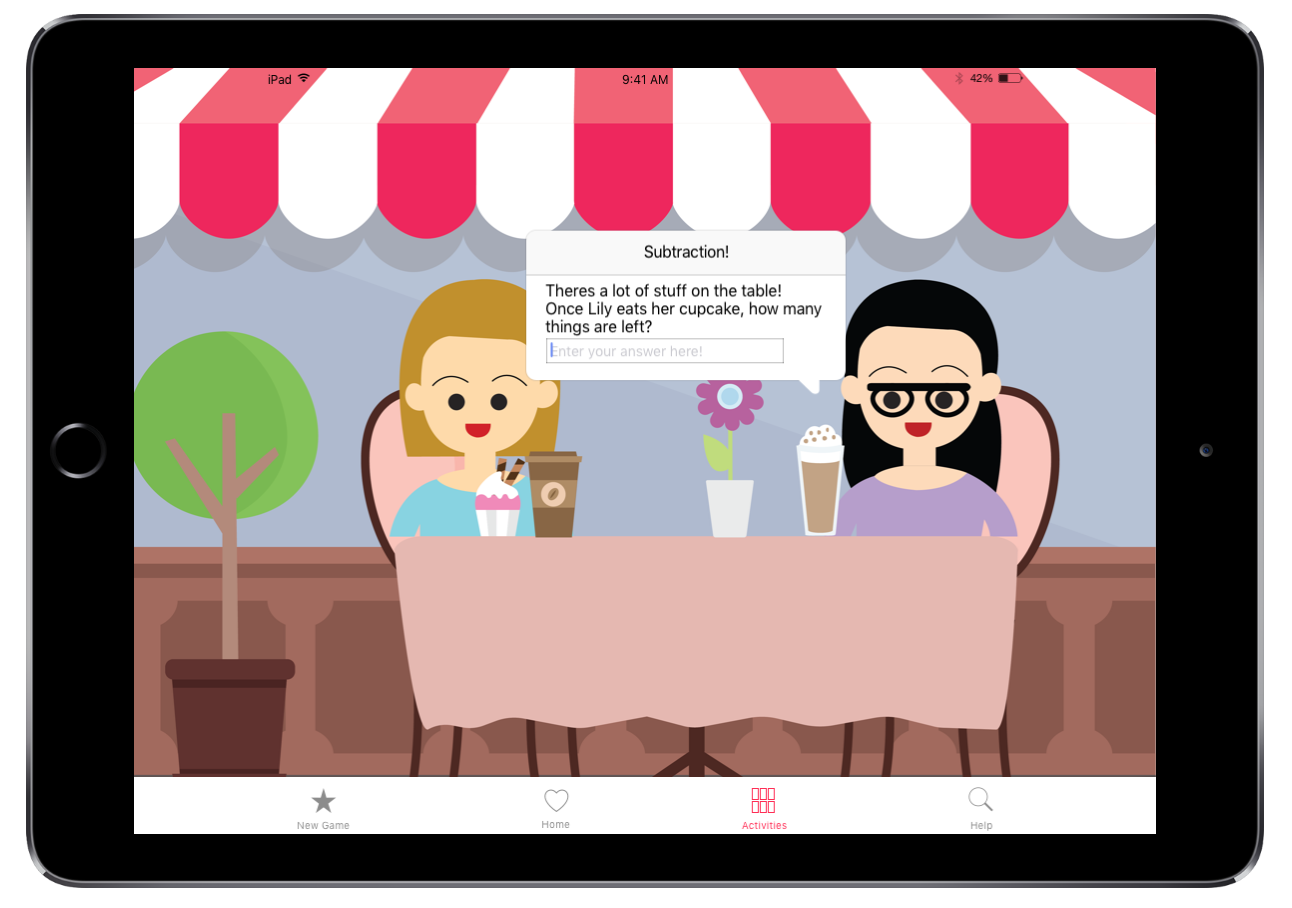 iPad 9:41 AM 42%
Subtraction!
Theres a lot of stuff on the table!
Once Lily eats her cupcake, how many
things are left?
Enter your answer here!
New Game Home Activities Help